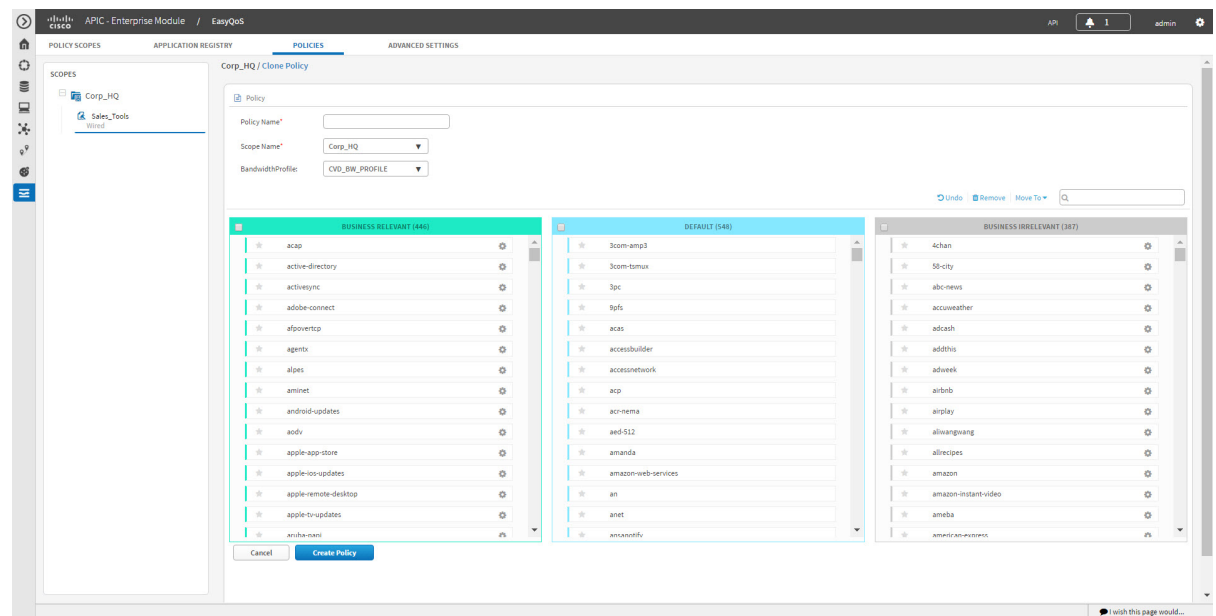 cisco APIC - Enterprise Module / EasyQoS API 1 admin
POLICY SCOPES APPLICATION REGISTRY POLICIES ADVANCED SETTINGS
SCOPES
Corp_HQ
Sales_Tools
Wired
Corp_HQ / Clone Policy
Policy
Policy Name*
Scope Name* Corp_HQ
BandwidthProfile: CVD_BW_PROFILE
Undo Remove Move To
BUSINESS RELEVANT (446)
acap
active-directory
activesync
adobe-connect
afpovertcp
agentx
alpes
aminet
android-updates
aodv
apple-app-store
apple-ios-updates
apple-remote-desktop
apple-tv-updates
aruba-papi
DEFAULT (548)
3com-amp3
3com-tsmux
3pc
9pfs
acas
accessbuilder
accessnetwork
acp
acr-nema
aed-512
amanda
amazon-web-services
an
anet
ansanotify
BUSINESS IRRELEVANT (387)
4chan
58-city
abc-news
accuweather
adcash
addthis
adweek
airbnb
airplay
aliwangwang
allrecipes
amazon
amazon-instant-video
ameba
american-express
Cancel Create Policy
I wish this page would...